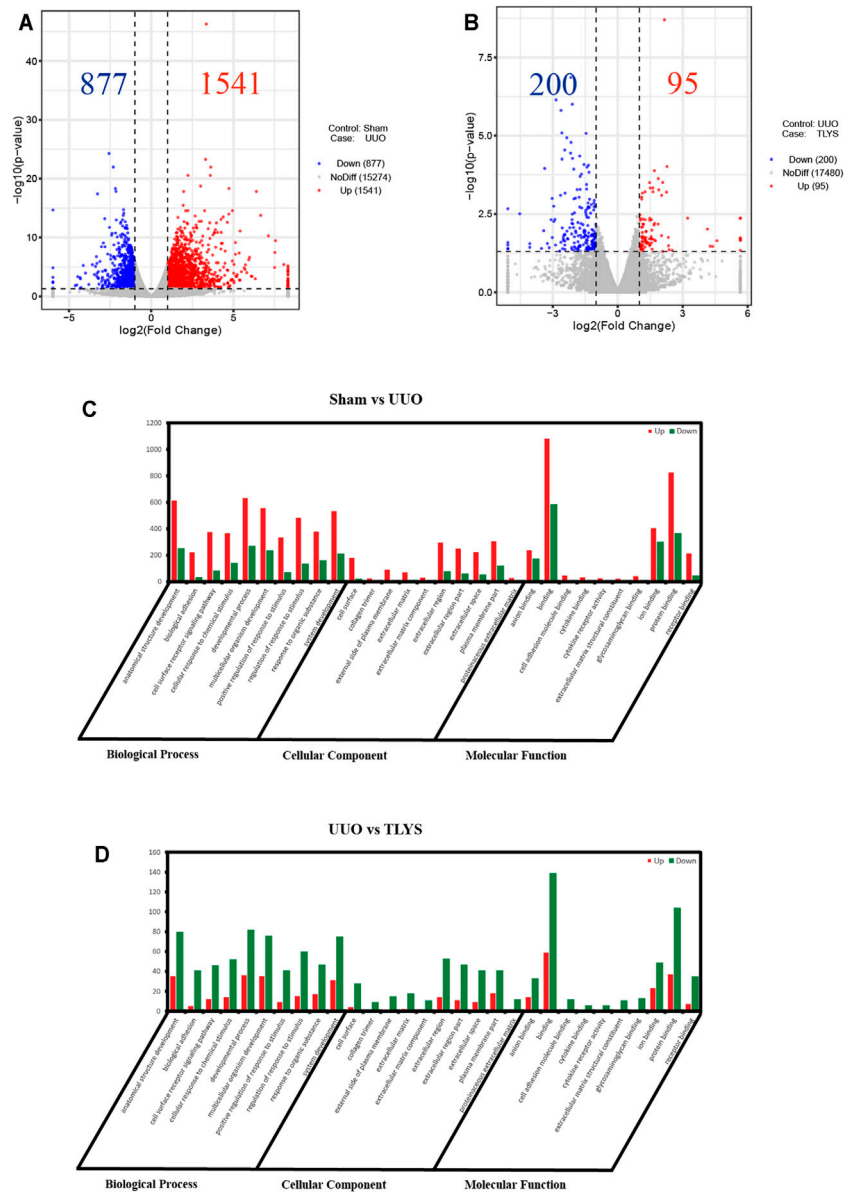 A
877
1541
−log10(p−value)
40
30
20
10
0
−5
0
5
log2(Fold Change)
Control: Sham
Case: UUO
Down (877)
NoDiff (15274)
Up (1541)
B
200
95
−log10(p−value)
7.5
5.0
2.5
0.0
−3
0
3
6
log2(Fold Change)
Control: UUO
Case: TLYS
Down (200)
NoDiff (17480)
Up (95)
C
Sham vs UUO
Up
Down
1200
1000
800
600
400
200
0
anatomical structure development
biological adhesion
cell surface receptor signaling pathway
cellular response to chemical stimulus
developmental process
multicellular organism development
positive regulation of response to stimulus
regulation of response to stimulus
response to organic substance
system development
cell surface
collagen trimer
external side of plasma membrane
extracellular matrix
extracellular matrix component
extracellular region
extracellular region part
extracellular space
plasma membrane part
proteinaceous extracellular matrix
anion binding
binding
cell adhesion molecule binding
cytokine binding
cytokine receptor activity
extracellular matrix structural constituent
glycosaminoglycan binding
ion binding
protein binding
receptor binding
Biological Process
Cellular Component
Molecular Function
D
UUO vs TLYS
Up
Down
160
140
120
100
80
60
40
20
0
anatomical structure development
biological adhesion
cell surface receptor signaling pathway
cellular response to chemical stimulus
developmental process
multicellular organism development
positive regulation of response to stimulus
regulation of response to stimulus
response to organic substance
system development
cell surface
collagen trimer
external side of plasma membrane
extracellular matrix
extracellular matrix component
extracellular region
extracellular region part
extracellular space
plasma membrane part
proteinaceous extracellular matrix
anion binding
binding
cell adhesion molecule binding
cytokine binding
cytokine receptor activity
extracellular matrix structural constituent
glycosaminoglycan binding
ion binding
protein binding
receptor binding
Biological Process
Cellular Component
Molecular Function